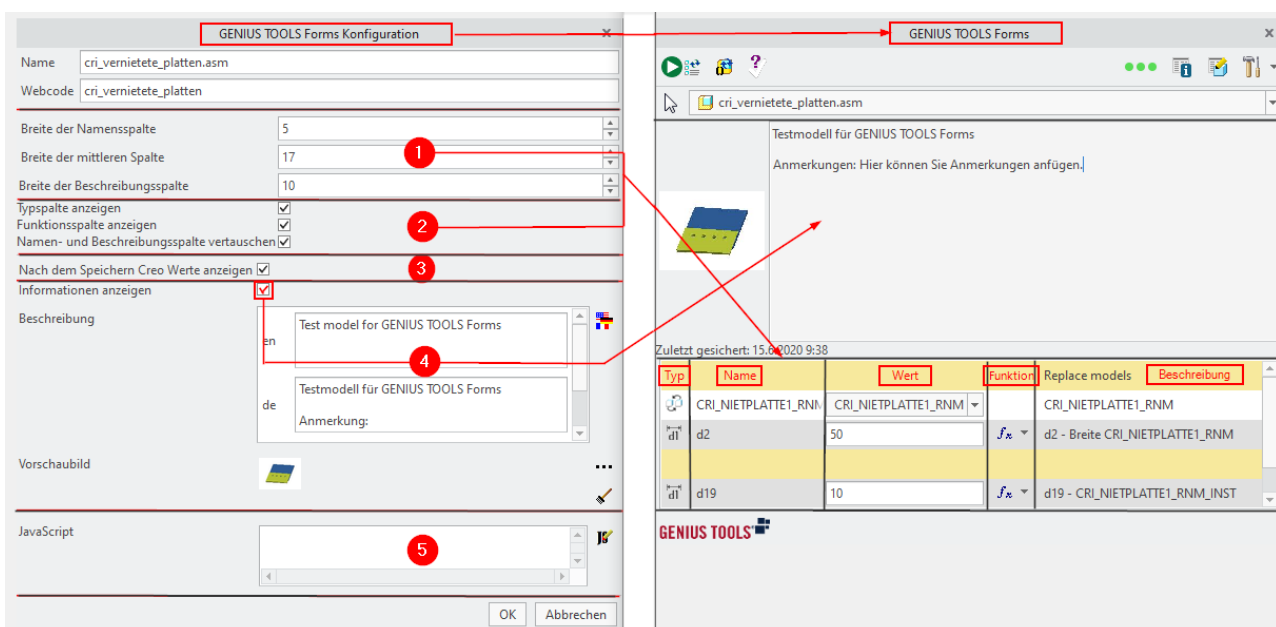 GENIUS TOOLS Forms Konfiguration
Name cri_vernietete_platten.asm
Webcode cri_vernietete_platten
Breite der Namensspalte 5
Breite der mittleren Spalte 17
1
Breite der Beschreibungsspalte 10
Typspalte anzeigen
Funktionsspalte anzeigen
2
Namen- und Beschreibungsspalte vertauschen
Nach dem Speichern Creo Werte anzeigen
3
Informationen anzeigen
Beschreibung
en
Test model for GENIUS TOOLS Forms
4
de
Testmodell für GENIUS TOOLS Forms
Anmerkung:
Vorschaubild
JavaScript
5
OK Abbrechen
GENIUS TOOLS Forms
cri_vernietete_platten.asm
Testmodell für GENIUS TOOLS Forms
Anmerkungen: Hier können Sie Anmerkungen anfügen.
Zuletzt gesichert: 15.6.2020 9:38
Typ Name Wert Funktion Replace models Beschreibung
CRI_NIETPLATTE1_RNM CRI_NIETPLATTE1_RNM CRI_NIETPLATTE1_RNM
d1 d2 50 fx d2 - Breite CRI_NIETPLATTE1_RNM
d1 d19 10 fx d19 - CRI_NIETPLATTE1_RNM_INST
GENIUS TOOLS